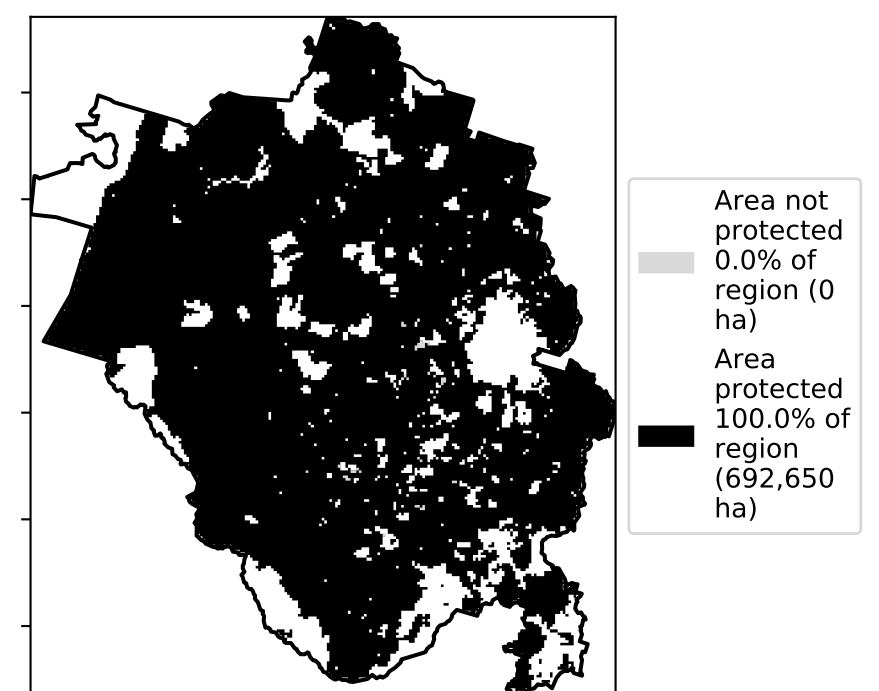 Area not
protected
0.0% of
region (0
ha)
Area
protected
100.0% of
region
(692,650
ha)